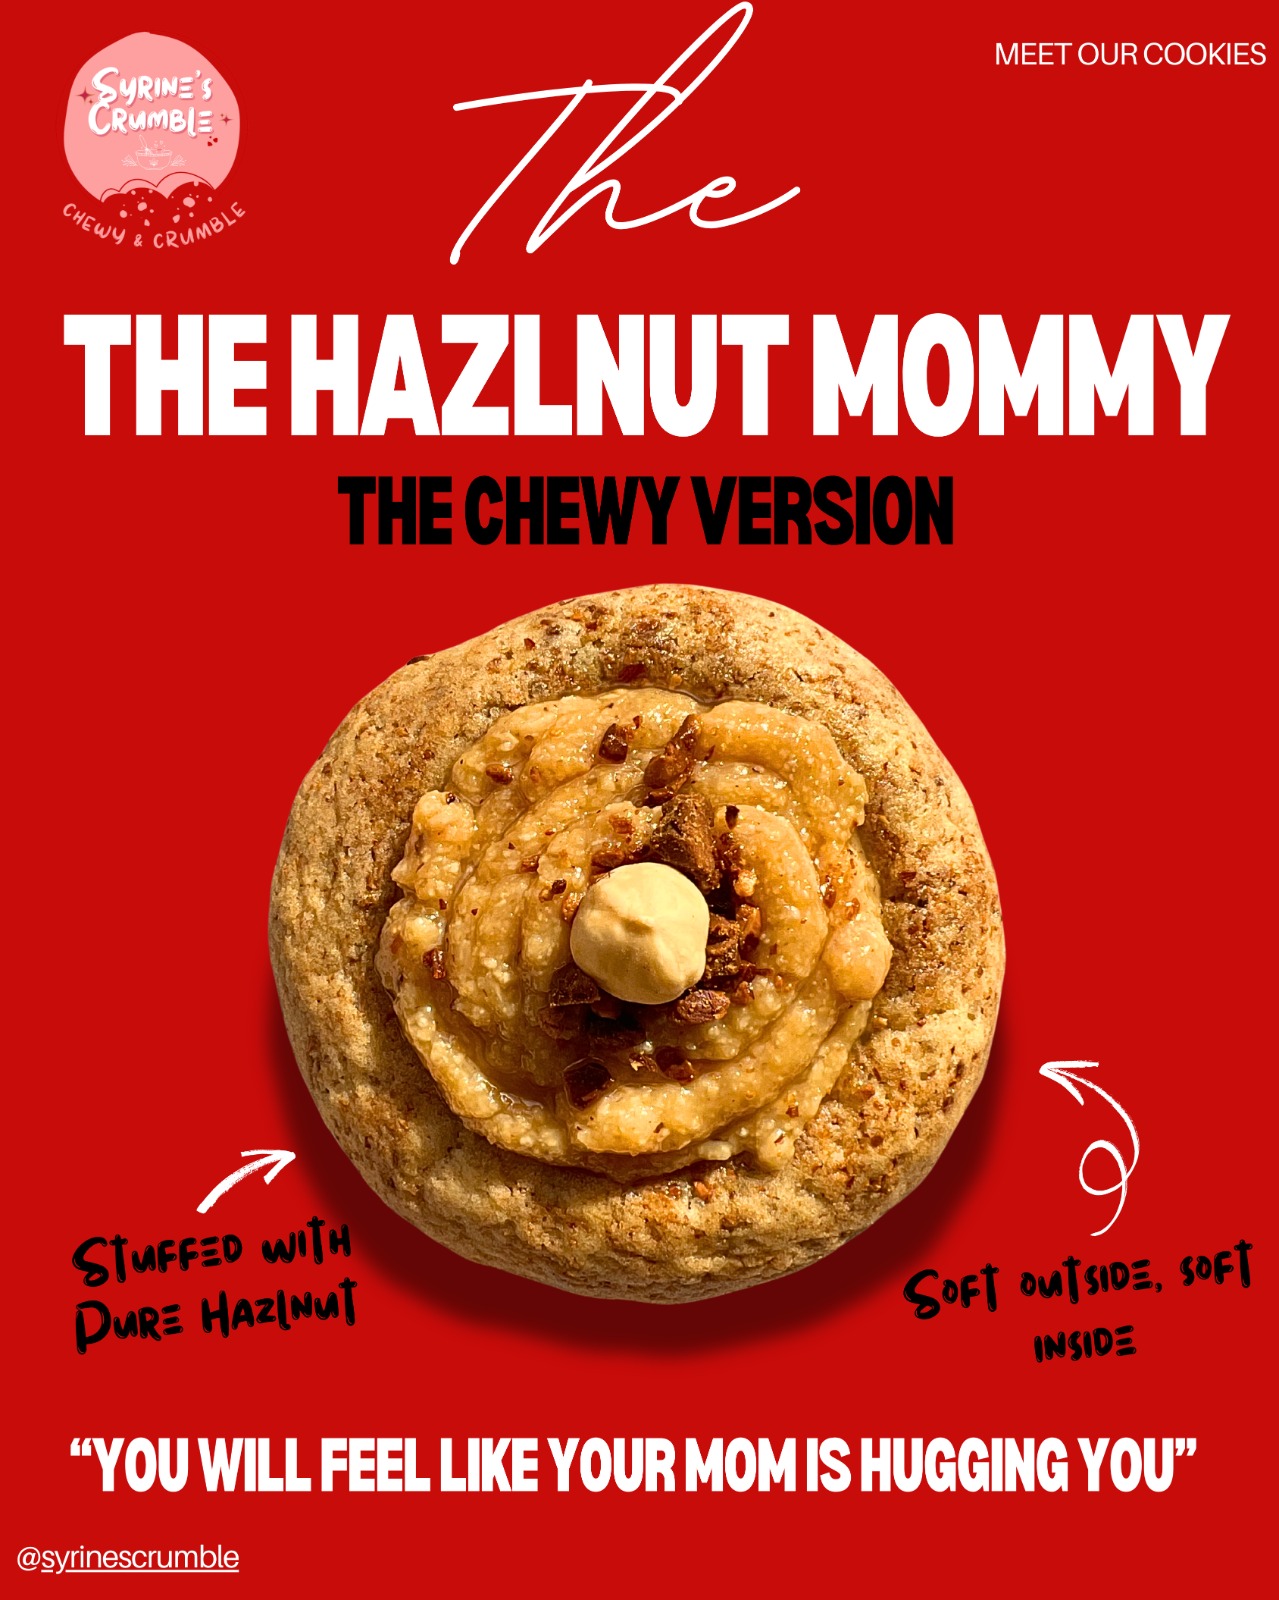 Syrine's
Crumble
CHEWY & CRUMBLE
MEET OUR COOKIES
The
THE HAZLNUT MOMMY
THE CHEWY VERSION
Stuffed with
Pure Hazlnut
Soft outside, soft
inside
“YOU WILL FEEL LIKE YOUR MOM IS HUGGING YOU”
@syrinescrumble